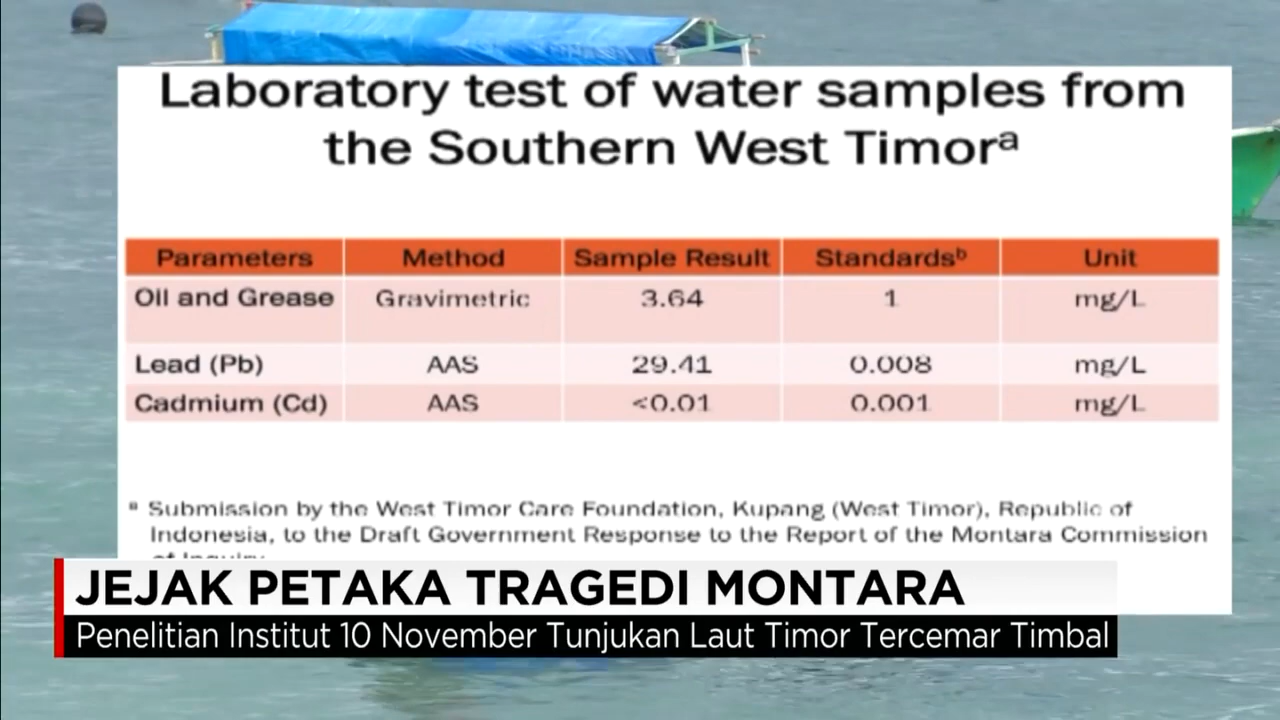 Laboratory test of water samples from
the Southern West Timorᵃ
Parameters Method Sample Result Standardsᵇ Unit
Oil and Grease Gravimetric 3.64 1 mg/L
Lead (Pb) AAS 29.41 0.008 mg/L
Cadmium (Cd) AAS <0.01 0.001 mg/L
ᵃ Submission by the West Timor Care Foundation, Kupang (West Timor), Republic of
Indonesia, to the Draft Government Response to the Report of the Montara Commission
JEJAK PETAKA TRAGEDI MONTARA
Penelitian Institut 10 November Tunjukan Laut Timor Tercemar Timbal